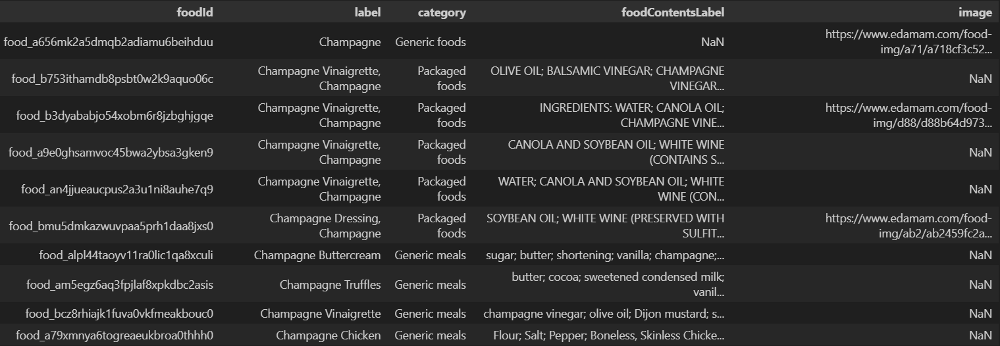 foodId label category foodContentsLabel image
food_a656mk2a5dmqb2adiamu6beihduu Champagne Generic foods NaN https://www.edamam.com/food-
img/a71/a718cf3c52...
food_b753ithamdb8psbt0w2k9aquo06c Champagne Vinaigrette, Packaged OLIVE OIL; BALSAMIC VINEGAR; CHAMPAGNE NaN
Champagne foods VINEGAR...
food_b3dyababjo54xobm6r8jzbghjgqe Champagne Vinaigrette, Packaged INGREDIENTS: WATER; CANOLA OIL; https://www.edamam.com/food-
Champagne foods CHAMPAGNE VINE... img/d88/d88b64d973...
food_a9e0ghsamvoc45bwa2ybsa3gken9 Champagne Vinaigrette, Packaged CANOLA AND SOYBEAN OIL; WHITE WINE NaN
Champagne foods (CONTAINS S...
food_an4jjueaucpus2a3u1ni8auhe7q9 Champagne Vinaigrette, Packaged WATER; CANOLA AND SOYBEAN OIL; WHITE NaN
Champagne foods WINE (CON...
food_bmu5dmkazwuvpaa5prh1daa8jxs0 Champagne Dressing, Packaged SOYBEAN OIL; WHITE WINE (PRESERVED WITH https://www.edamam.com/food-
Champagne foods SULFIT... img/ab2/ab2459fc2a...
food_alpl44taoyv11ra0lic1qa8xculi Champagne Buttercream Generic meals sugar; butter; shortening; vanilla; champagne;... NaN
food_am5egz6aq3fpjlaf8xpkdbc2asis Champagne Truffles Generic meals butter; cocoa; sweetened condensed milk; NaN
vanil...
food_bcz8rhiajk1fuva0vkfmeakbouc0 Champagne Vinaigrette Generic meals champagne vinegar; olive oil; Dijon mustard; s... NaN
food_a79xmnya6togreaeukbroa0thhh0 Champagne Chicken Generic meals Flour; Salt; Pepper; Boneless, Skinless Chicke... NaN